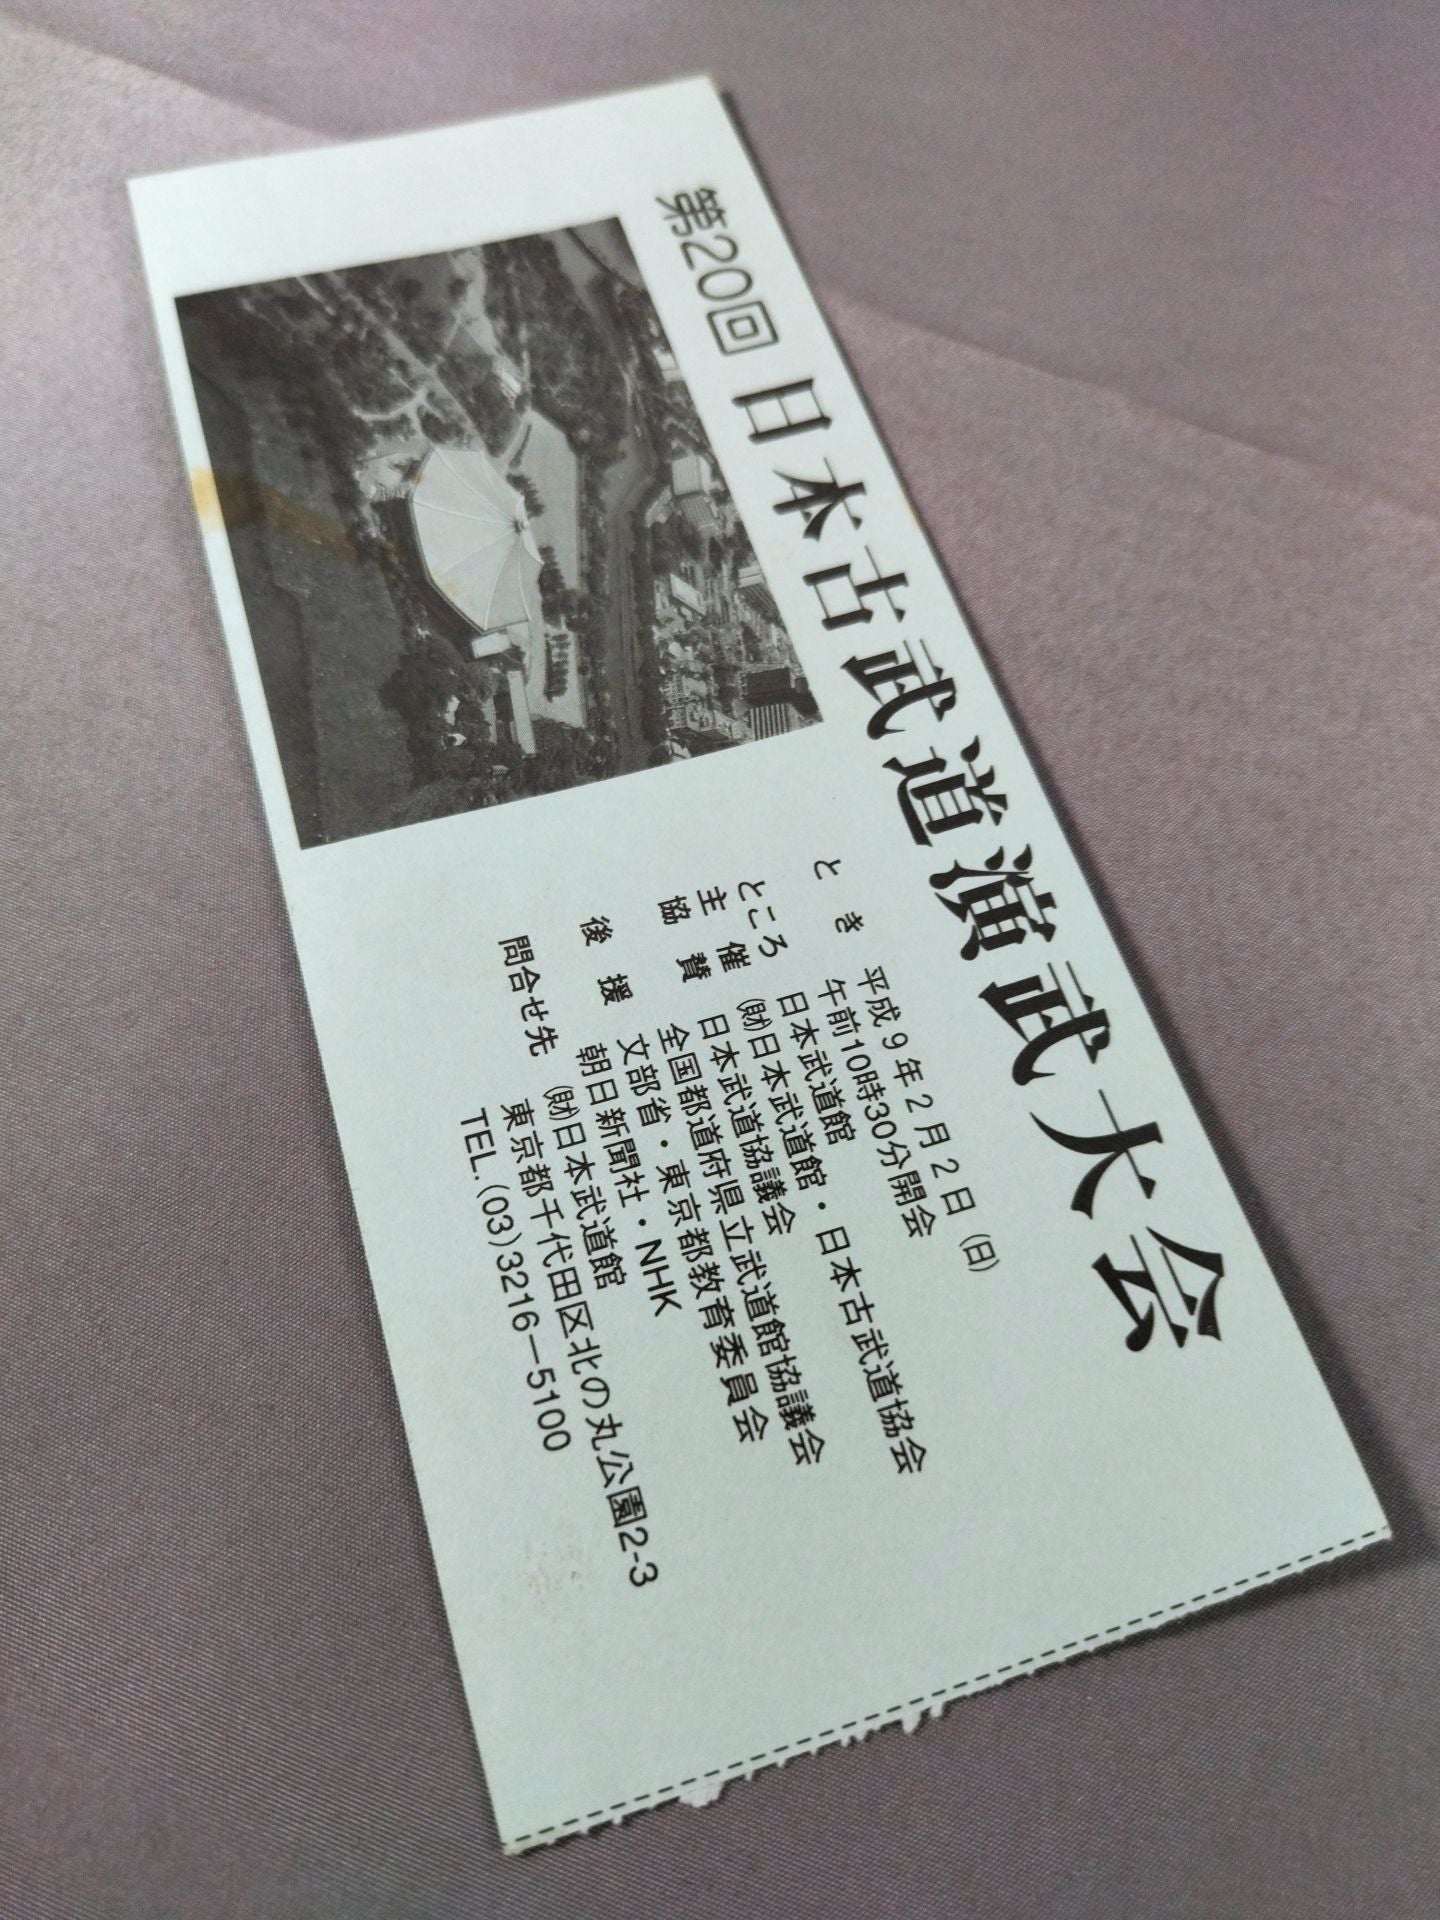 第20回 日本古武道演武大会
とき 平成9年2月2日(日)
午前10時30分開会
ところ 日本武道館
主催 (財)日本武道館・日本古武道協会
協賛 日本武道協議会
全国都道府県立武道館協議会
後援 文部省・東京都教育委員会
朝日新聞社・NHK
問合せ先 (財)日本武道館
東京都千代田区北の丸公園2-3
TEL.(03)3216-5100